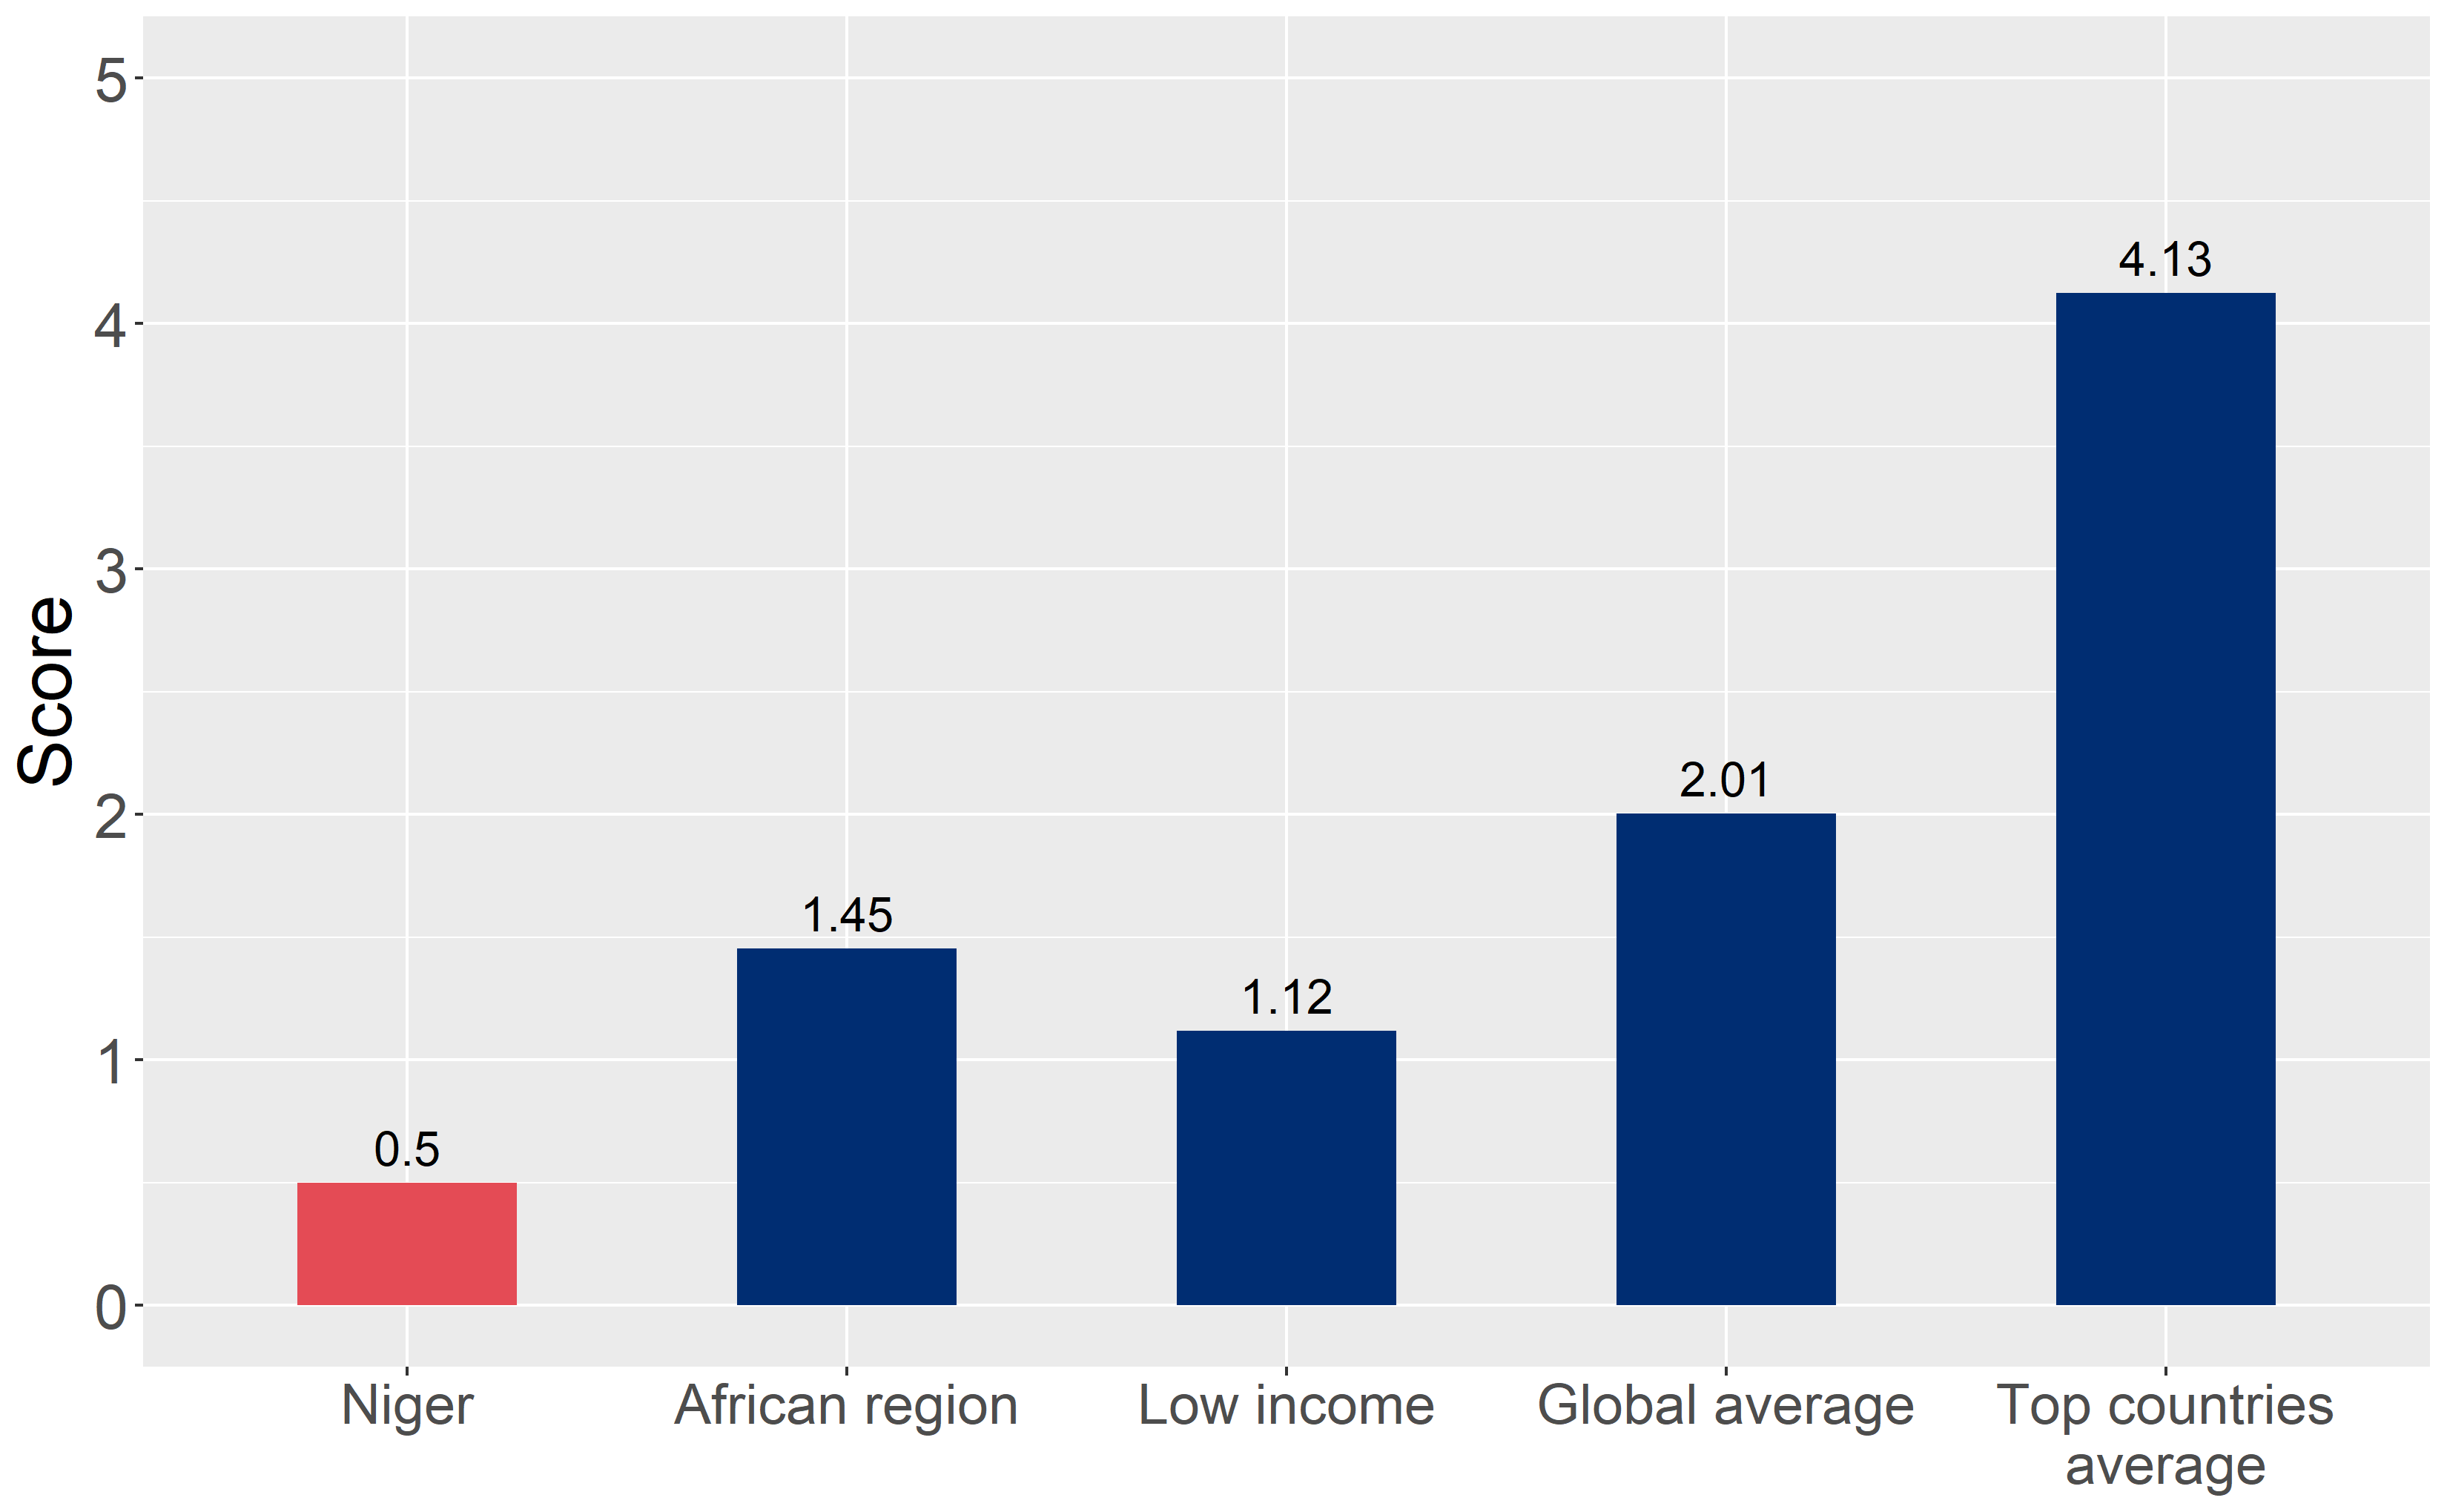 Score
5
4
3
2
1
0
0.5
1.45
1.12
2.01
4.13
Niger
African region
Low income
Global average
Top countries
average